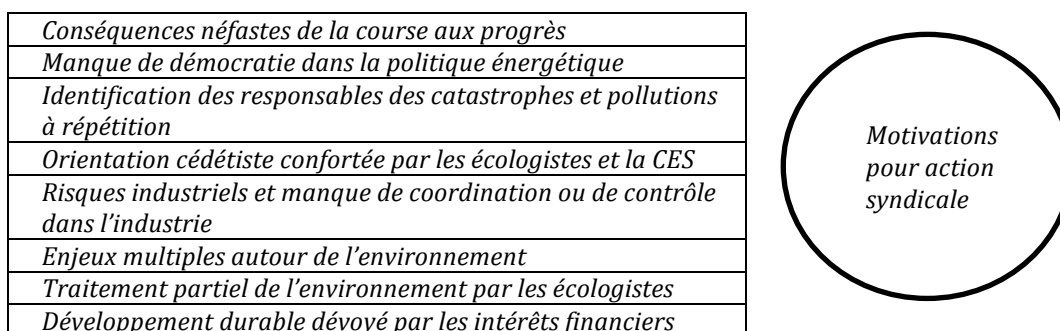 Conséquences néfastes de la course aux progrès
Manque de démocratie dans la politique énergétique
Identification des responsables des catastrophes et pollutions
à répétition
Orientation cédétiste confortée par les écologistes et la CES
Risques industriels et manque de coordination ou de contrôle
dans l'industrie
Enjeux multiples autour de l'environnement
Traitement partiel de l'environnement par les écologistes
Développement durable dévoyé par les intérêts financiers
Motivations
pour action
syndicale